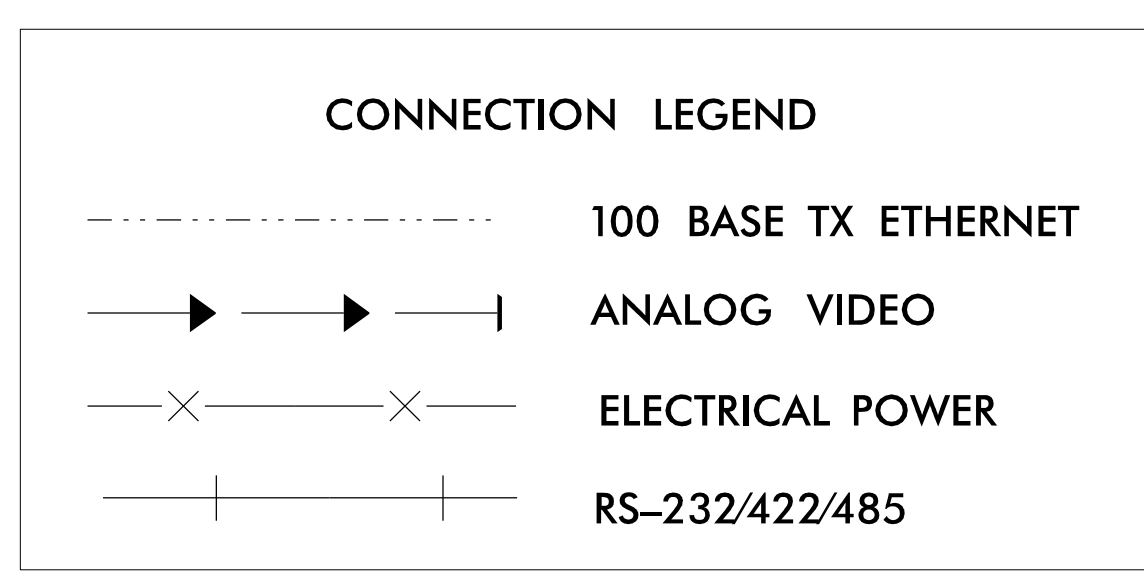 CONNECTION LEGEND
100 BASE TX ETHERNET
ANALOG VIDEO
ELECTRICAL POWER
RS–232/422/485